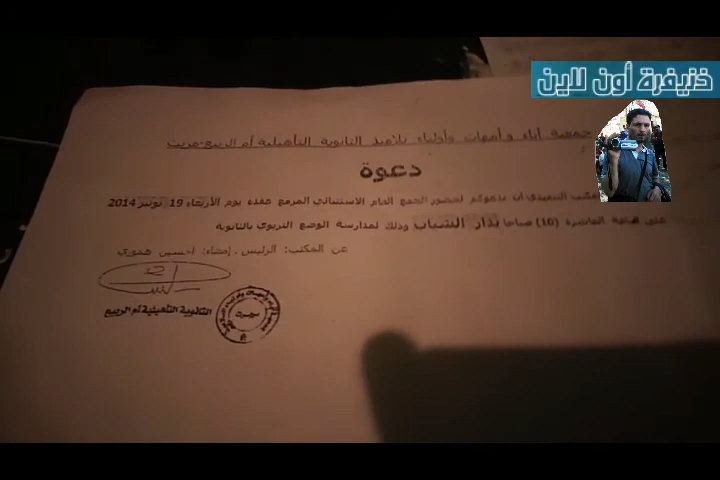 خنيفرة أون لاين
جمعية آباء وأمهات وأولياء تلاميذ الثانوية التأهيلية أم الربيع-مريرت
دعوة
المكتب التنفيذي أن يدعوكم لحضور الجمع العام الاستثنائي المزمع عقده يوم الأربعاء 19 نونبر 2014
على الساعة العاشرة (10) صباحا بدار الشباب وذلك لمدارسة الوضع التربوي بالثانوية
عن المكتب: الرئيس. إمضاء: احسين
الثانوية التأهيلية أم الربيع